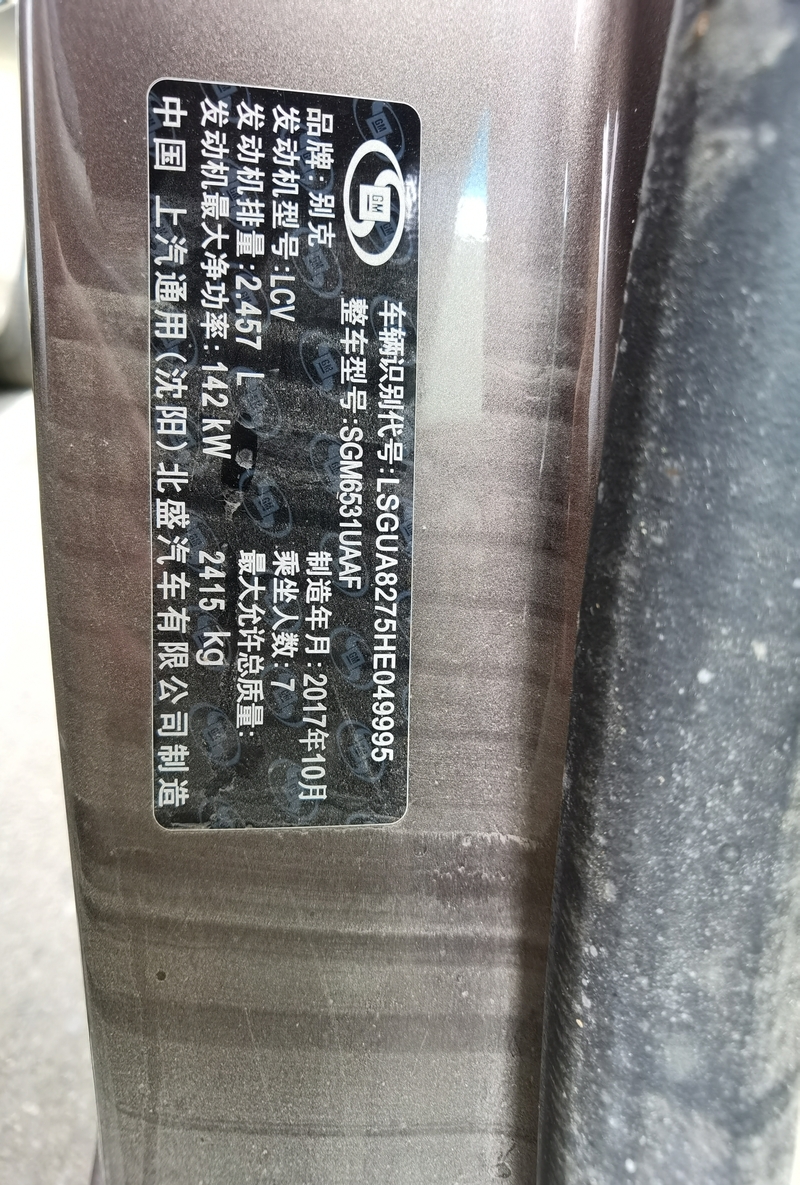 GM
车辆识别代号:LSGUA8275HE049995
整车型号:SGM6531UAAF
品牌:别克
制造年月:2017年10月
发动机型号:LCV
乘坐人数:7
发动机排量:2.457 L
最大允许总质量:
发动机最大净功率:142 kW
2415 kg
中国 上汽通用(沈阳)北盛汽车有限公司制造